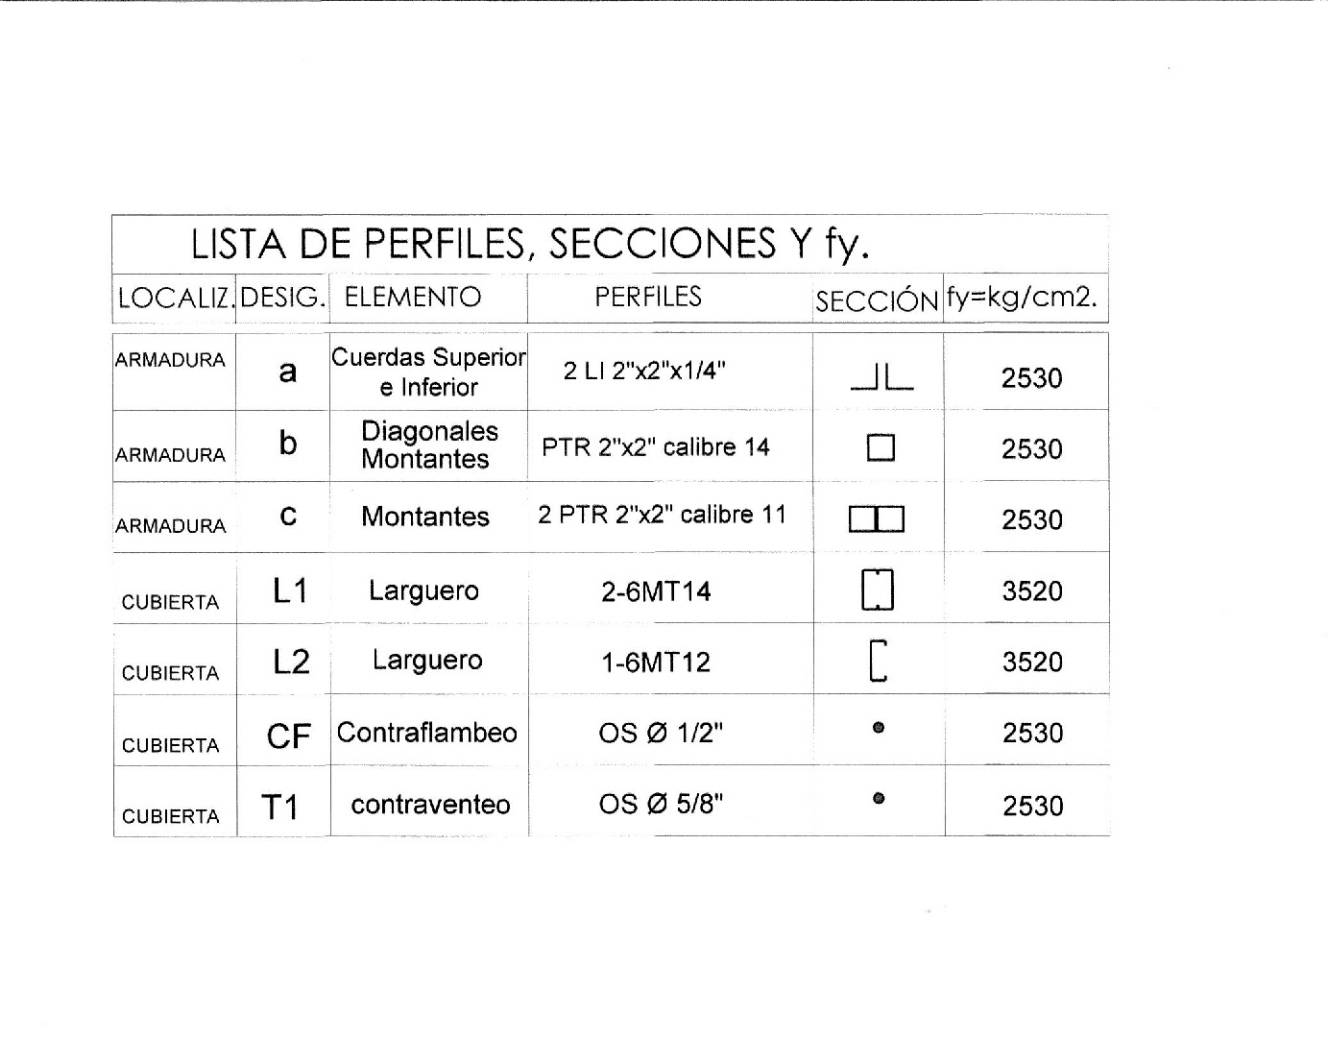 LISTA DE PERFILES, SECCIONES Y fy.
LOCALIZ. DESIG. ELEMENTO PERFILES SECCIÓN fy=kg/cm2.
ARMADURA a Cuerdas Superior e Inferior 2 LI 2"x2"x1/4" 2530
ARMADURA b Diagonales Montantes PTR 2"x2" calibre 14 2530
ARMADURA c Montantes 2 PTR 2"x2" calibre 11 2530
CUBIERTA L1 Larguero 2-6MT14 3520
CUBIERTA L2 Larguero 1-6MT12 3520
CUBIERTA CF Contraflambeo OS Ø 1/2" 2530
CUBIERTA T1 contraventeo OS Ø 5/8" 2530